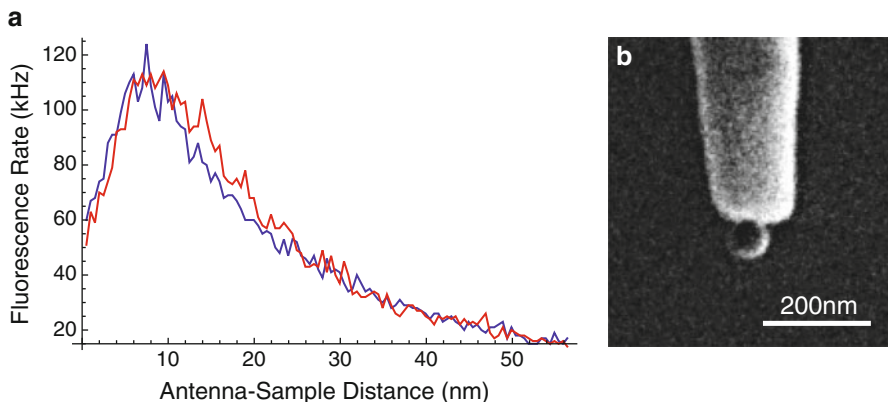 a
Fluorescence Rate (kHz)
120
100
80
60
40
20
10 20 30 40 50
Antenna-Sample Distance (nm)
b
200nm